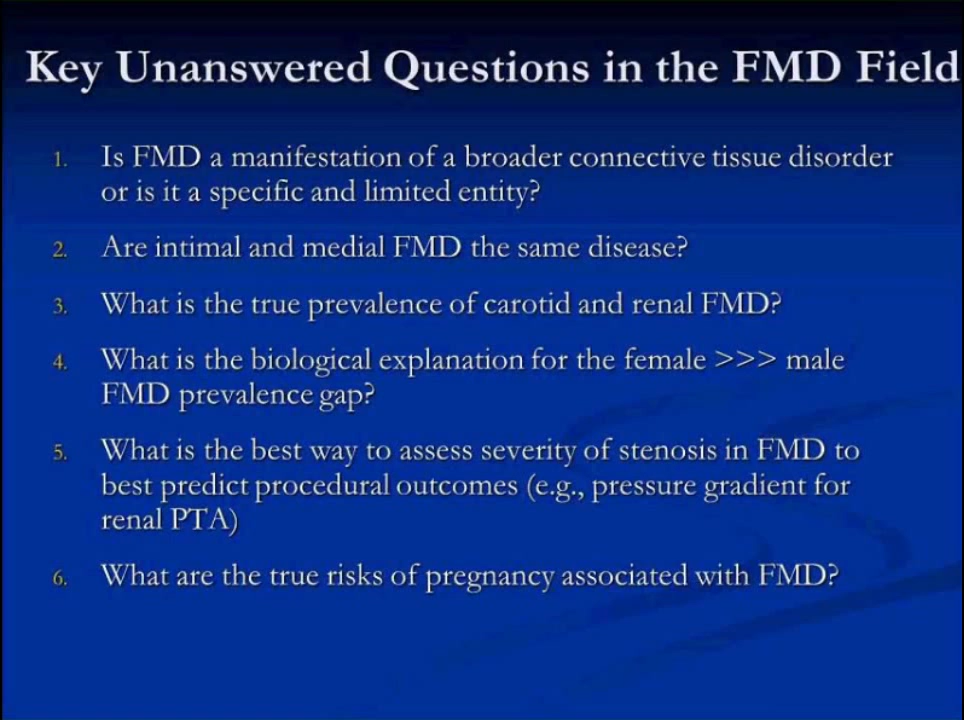 Key Unanswered Questions in the FMD Field
1. Is FMD a manifestation of a broader connective tissue disorder
or is it a specific and limited entity?
2. Are intimal and medial FMD the same disease?
3. What is the true prevalence of carotid and renal FMD?
4. What is the biological explanation for the female >>> male
FMD prevalence gap?
5. What is the best way to assess severity of stenosis in FMD to
best predict procedural outcomes (e.g., pressure gradient for
renal PTA)
6. What are the true risks of pregnancy associated with FMD?